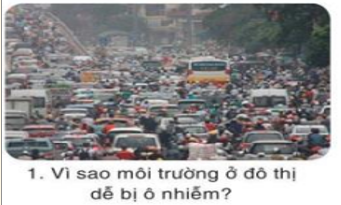 1. Vì sao môi trường ở đô thị
dễ bị ô nhiễm?